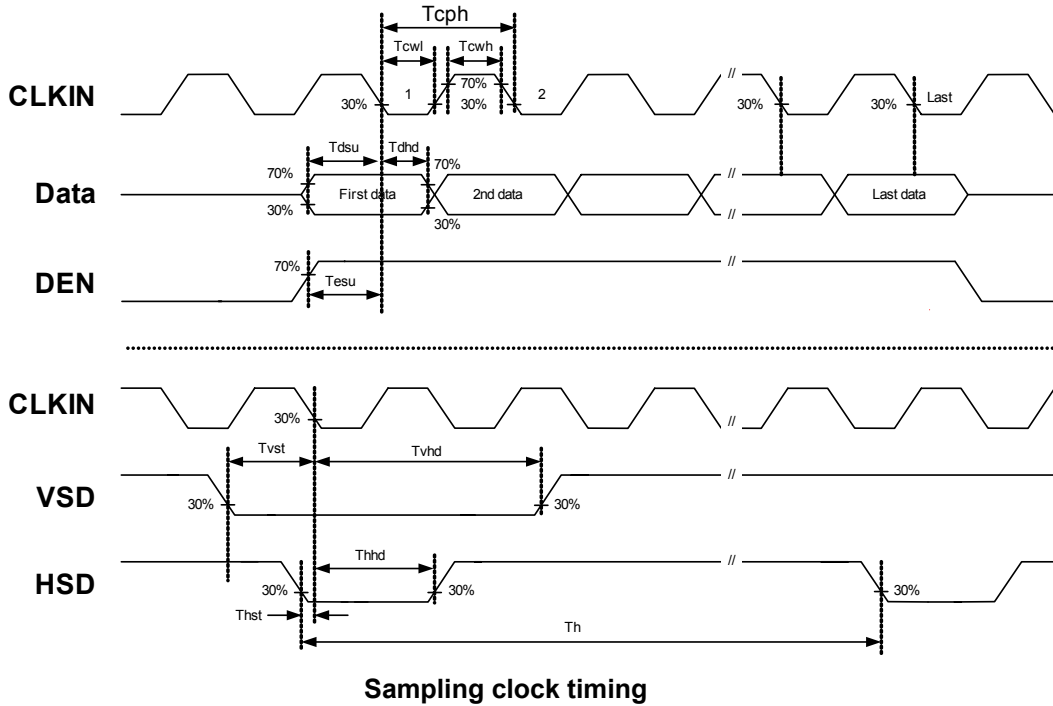 Tcph
Tcwl Tcwh
CLKIN 30% 1 70% 30% 2 // 30% 30% Last
Tdsu Tdhd
70% 70%
Data First data 2nd data // Last data
30% 30% //
70% //
DEN Tesu
CLKIN 30% //
Tvst Tvhd
VSD 30% 30% //
Thhd
HSD 30% 30% // 30%
Thst
Th
Sampling clock timing